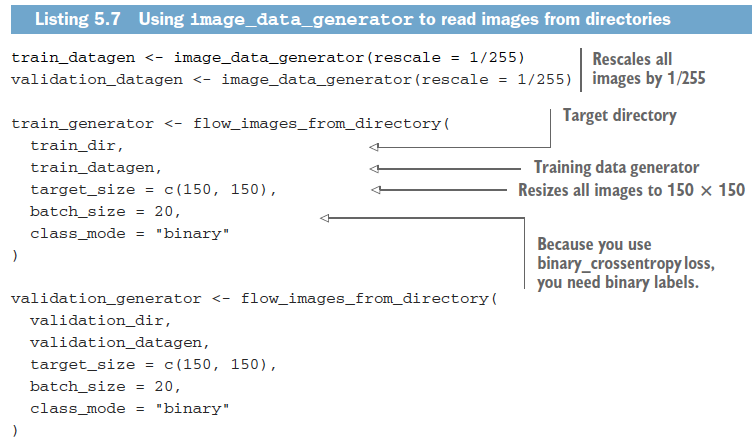 Listing 5.7 Using image_data_generator to read images from directories
train_datagen <- image_data_generator(rescale = 1/255)
validation_datagen <- image_data_generator(rescale = 1/255)
Rescales all
images by 1/255
train_generator <- flow_images_from_directory(
train_dir,
train_datagen,
target_size = c(150, 150),
batch_size = 20,
class_mode = "binary"
)
Target directory
Training data generator
Resizes all images to 150 × 150
Because you use
binary_crossentropy loss,
you need binary labels.
validation_generator <- flow_images_from_directory(
validation_dir,
validation_datagen,
target_size = c(150, 150),
batch_size = 20,
class_mode = "binary"
)